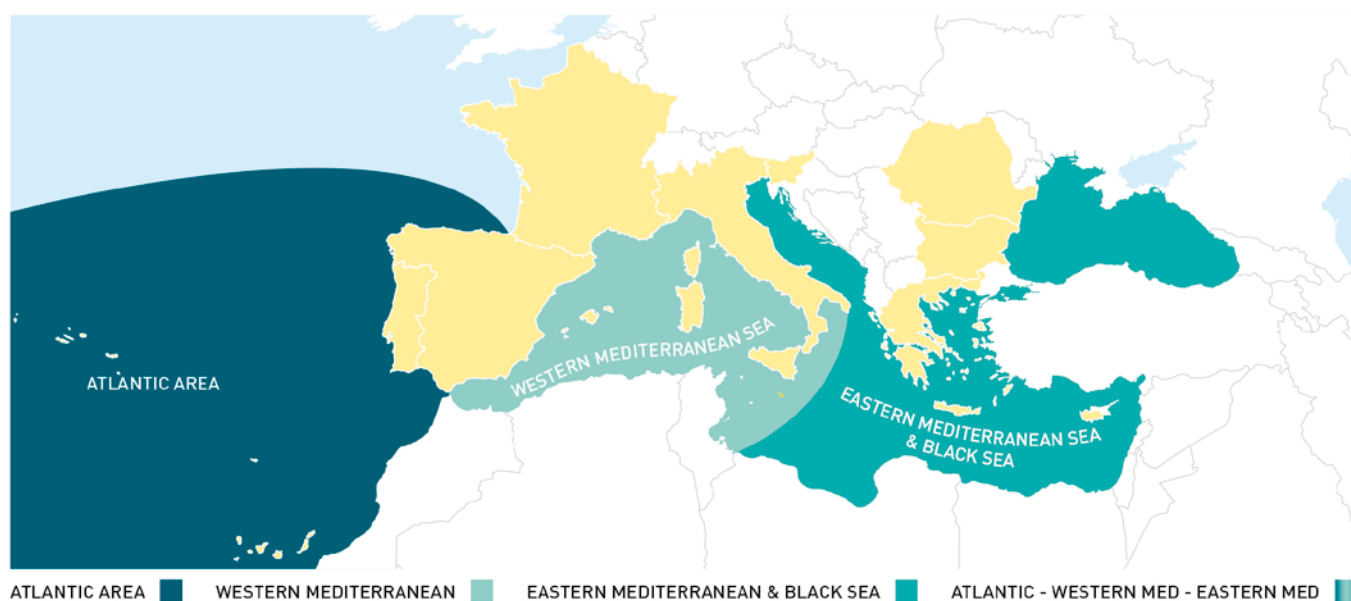 WESTERN MEDITERRANEAN SEA
ATLANTIC AREA
EASTERN MEDITERRANEAN SEA
& BLACK SEA
ATLANTIC AREA
WESTERN MEDITERRANEAN
EASTERN MEDITERRANEAN & BLACK SEA
ATLANTIC - WESTERN MED - EASTERN MED